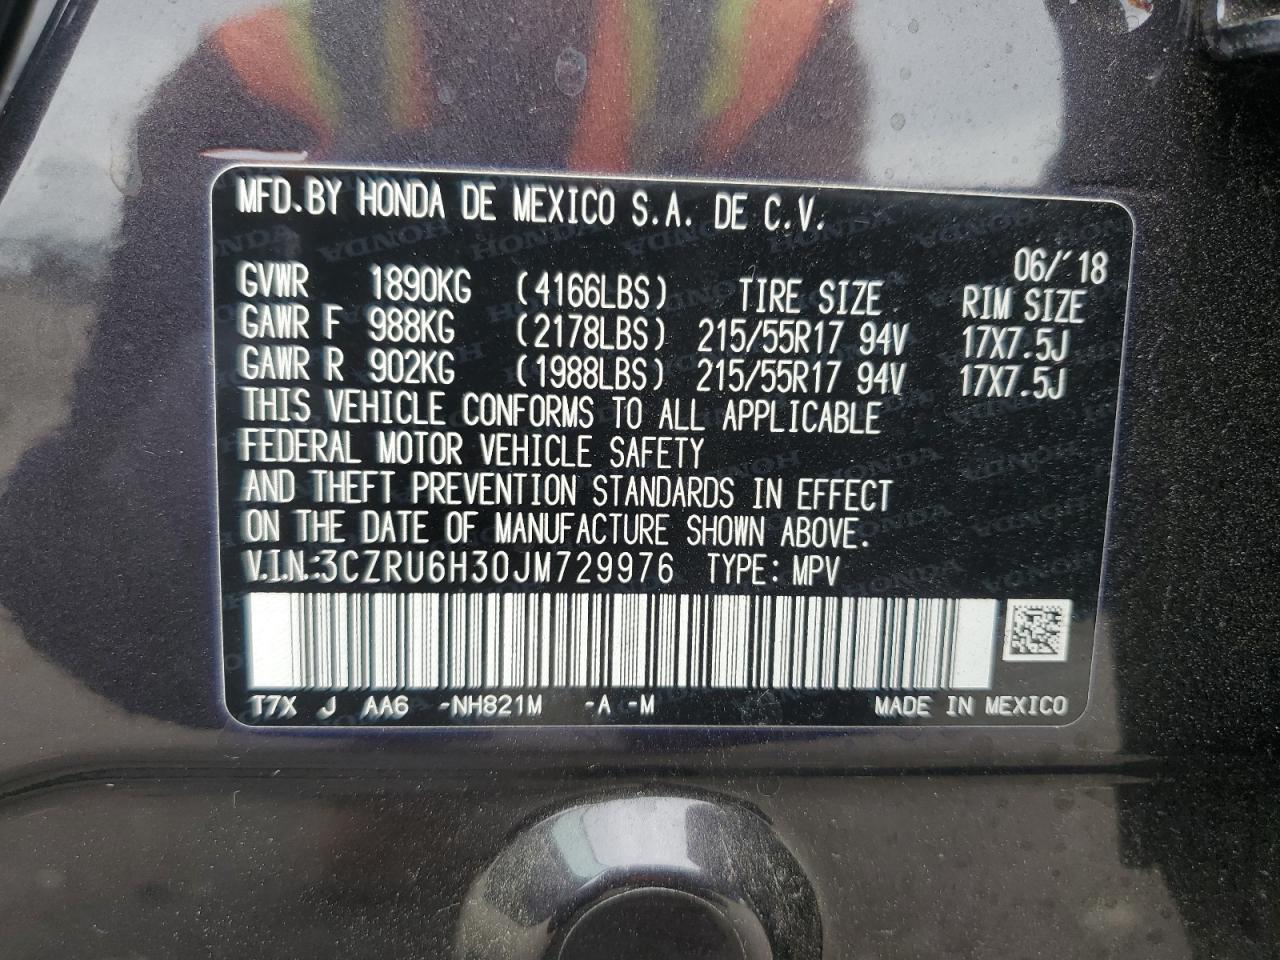 MFD.BY HONDA DE MEXICO S.A. DE C.V.
06/'18
GVWR 1890KG (4166LBS) TIRE SIZE RIM SIZE
GAWR F 988KG (2178LBS) 215/55R17 94V 17X7.5J
GAWR R 902KG (1988LBS) 215/55R17 94V 17X7.5J
THIS VEHICLE CONFORMS TO ALL APPLICABLE
FEDERAL MOTOR VEHICLE SAFETY
AND THEFT PREVENTION STANDARDS IN EFFECT
ON THE DATE OF MANUFACTURE SHOWN ABOVE.
V.I.N.:3CZRU6H30JM729976 TYPE: MPV
T7X J AA6 -NH821M -A -M MADE IN MEXICO